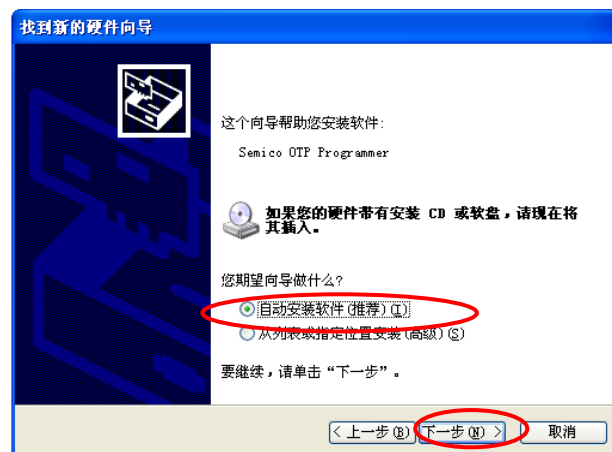 找到新的硬件向导
这个向导帮助您安装软件:
Semico OTP Programmer
如果您的硬件带有安装 CD 或软盘，请现在将
其插入。
您期望向导做什么?
自动安装软件(推荐)(I)
从列表或指定位置安装(高级)(S)
要继续，请单击“下一步”。
< 上一步(B) 下一步(N) > 取消